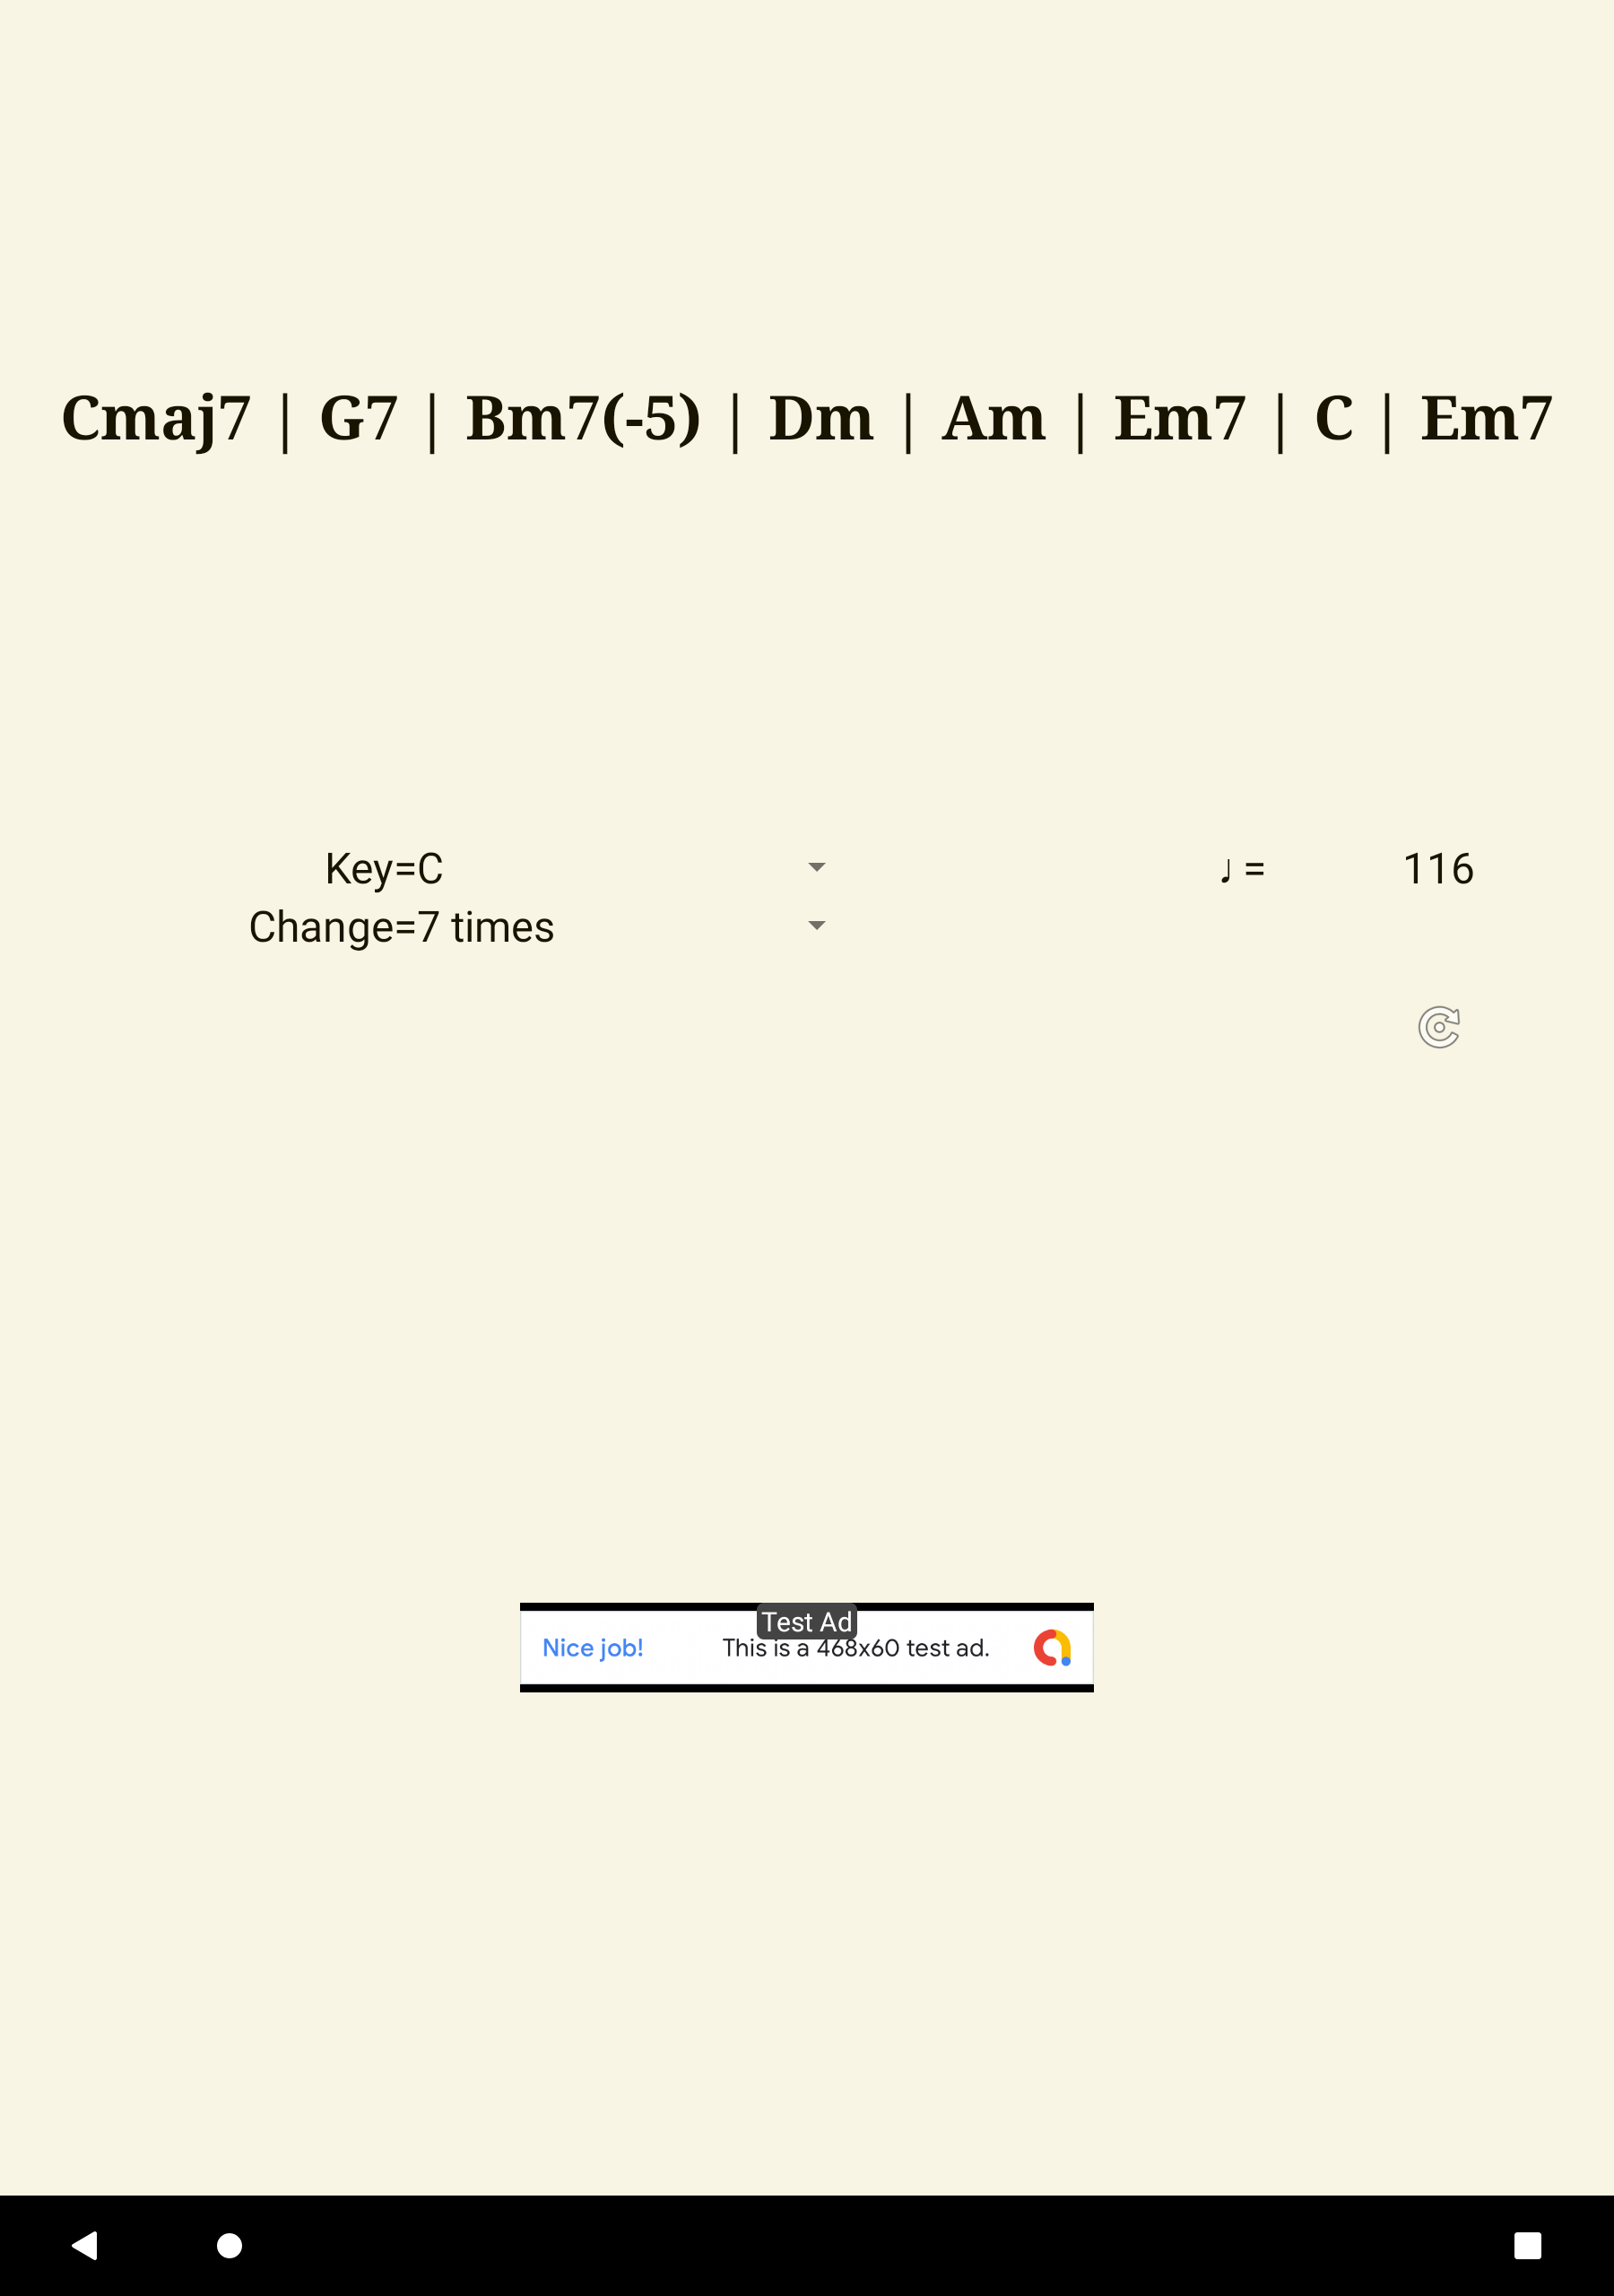 Cmaj7 | G7 | Bm7(-5) | Dm | Am | Em7 | C | Em7
Key=C
♩ = 116
Change=7 times
Test Ad
Nice job! This is a 468x60 test ad.